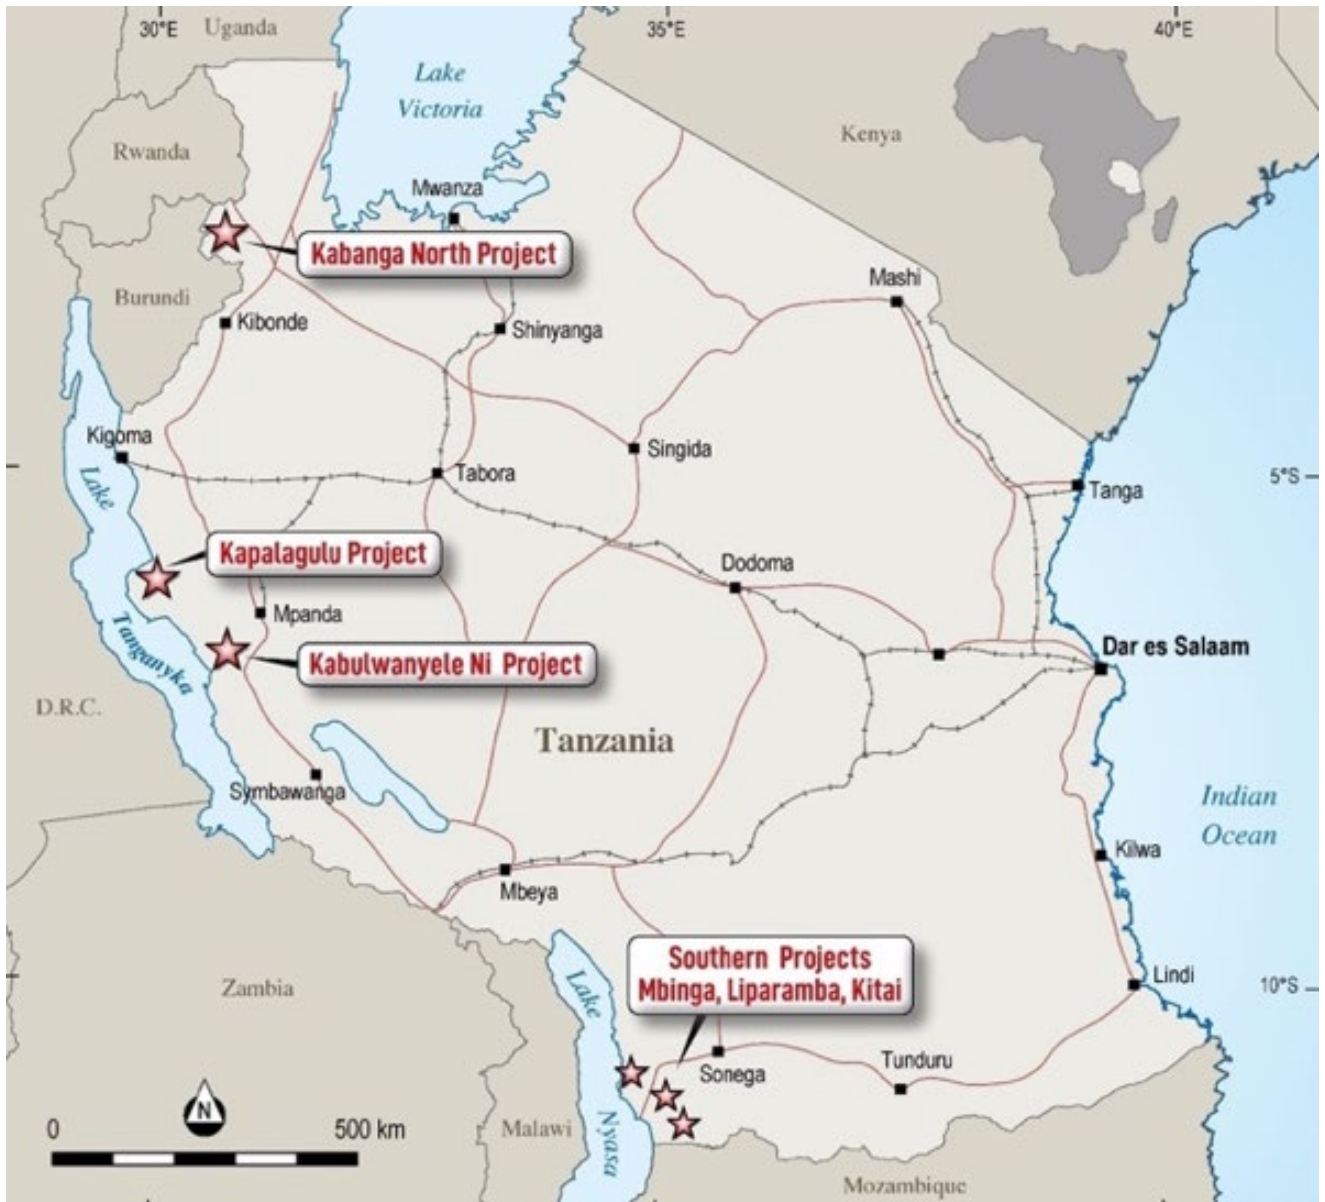 30°E
35°E
40°E
Uganda
Lake
Victoria
Kenya
Rwanda
Mwanza
Kabanga North Project
Mashi
Burundi
Kibonde
Shinyanga
Kigoma
Singida
Tabora
5°S
Tanga
Lake
Tanganyka
Kapalagulu Project
Dodoma
Mpanda
Dar es Salaam
Kabulwanyele Ni Project
D.R.C.
Tanzania
Symbawanga
Indian
Ocean
Kilwa
Mbeya
Southern Projects
Mbinga, Liparamba, Kitai
Lindi
Zambia
10°S
Lake
Nyasa
Sonega
Tunduru
N
0
500 km
Malawi
Mozambique